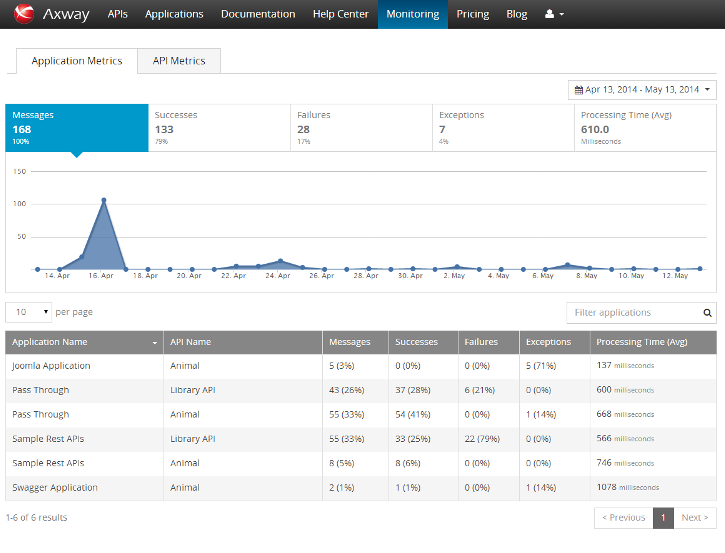 Axway APIs Applications Documentation Help Center Monitoring Pricing Blog
Application Metrics API Metrics
Apr 13, 2014 - May 13, 2014
Messages Successes Failures Exceptions Processing Time (Avg)
168 133 28 7 610.0
100% 79% 17% 4% Milliseconds
150
100
50
14. Apr 16. Apr 18. Apr 20. Apr 22. Apr 24. Apr 26. Apr 28. Apr 30. Apr 2. May 4. May 6. May 8. May 10. May 12. May
10 per page Filter applications
Application Name API Name Messages Successes Failures Exceptions Processing Time (Avg)
Joomla Application Animal 5 (3%) 0 (0%) 0 (0%) 5 (71%) 137 milliseconds
Pass Through Library API 43 (26%) 37 (28%) 6 (21%) 0 (0%) 600 milliseconds
Pass Through Animal 55 (33%) 54 (41%) 0 (0%) 1 (14%) 668 milliseconds
Sample Rest APIs Library API 55 (33%) 33 (25%) 22 (79%) 0 (0%) 566 milliseconds
Sample Rest APIs Animal 8 (5%) 8 (6%) 0 (0%) 0 (0%) 746 milliseconds
Swagger Application Animal 2 (1%) 1 (1%) 0 (0%) 1 (14%) 1078 milliseconds
1-6 of 6 results < Previous 1 Next >